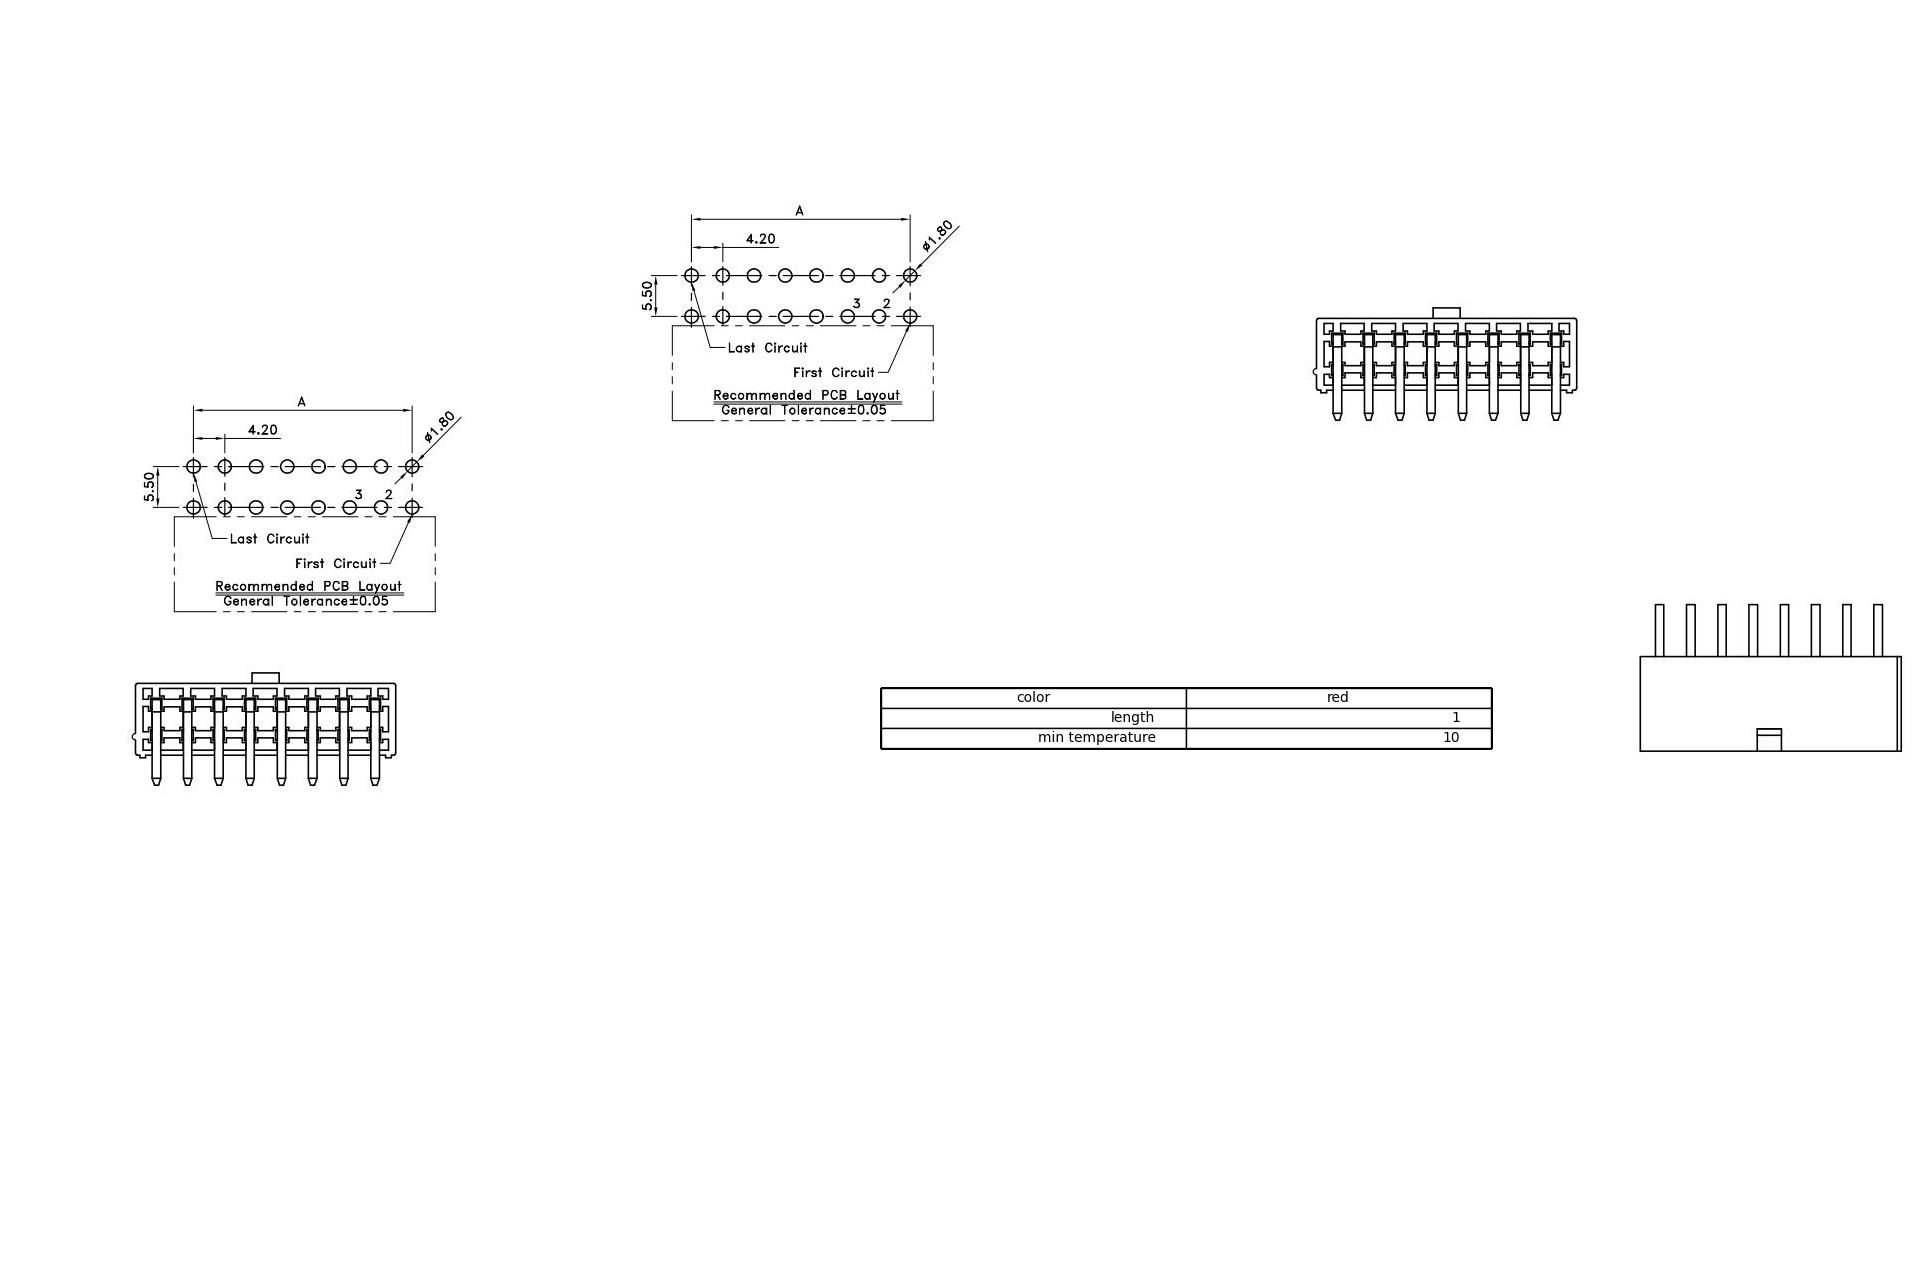 A
4.20
ø1.80
5.50
3 2
Last Circuit
First Circuit
Recommended PCB Layout
General Tolerance±0.05
A
4.20
ø1.80
5.50
3 2
Last Circuit
First Circuit
Recommended PCB Layout
General Tolerance±0.05
color red
length 1
min temperature 10